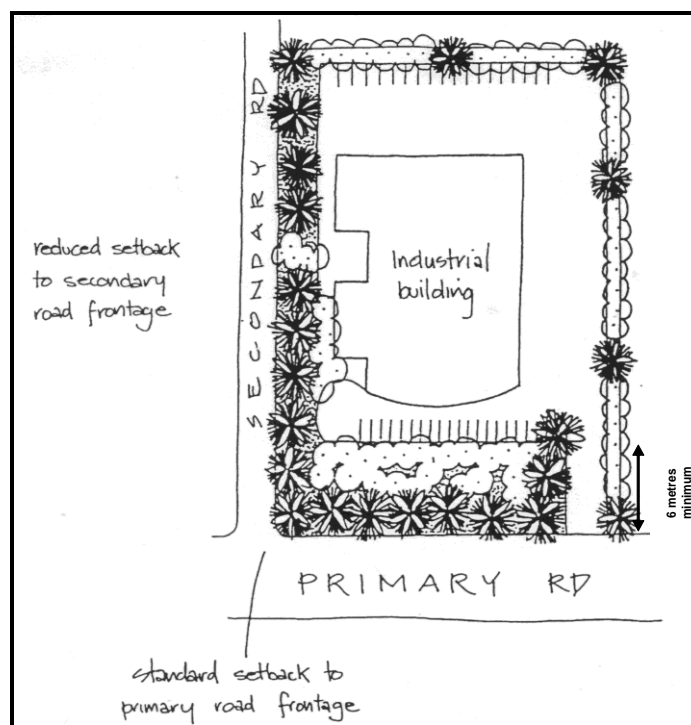 SECONDARY RD
reduced setback
to secondary
road frontage
Industrial
building
6 metres
minimum
PRIMARY RD
standard setback to
primary road frontage